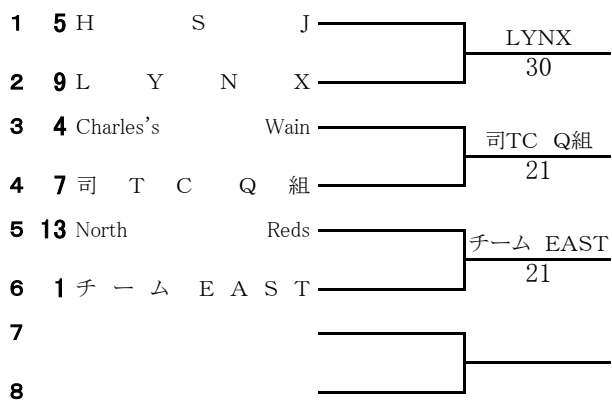 1 5 H S J
LYNX
30
2 9 L Y N X
3 4 Charles's Wain
司TC Q組
21
4 7 司 T C Q 組
5 13 North Reds
チーム EAST
21
6 1 チ ー ム E A S T
7
8